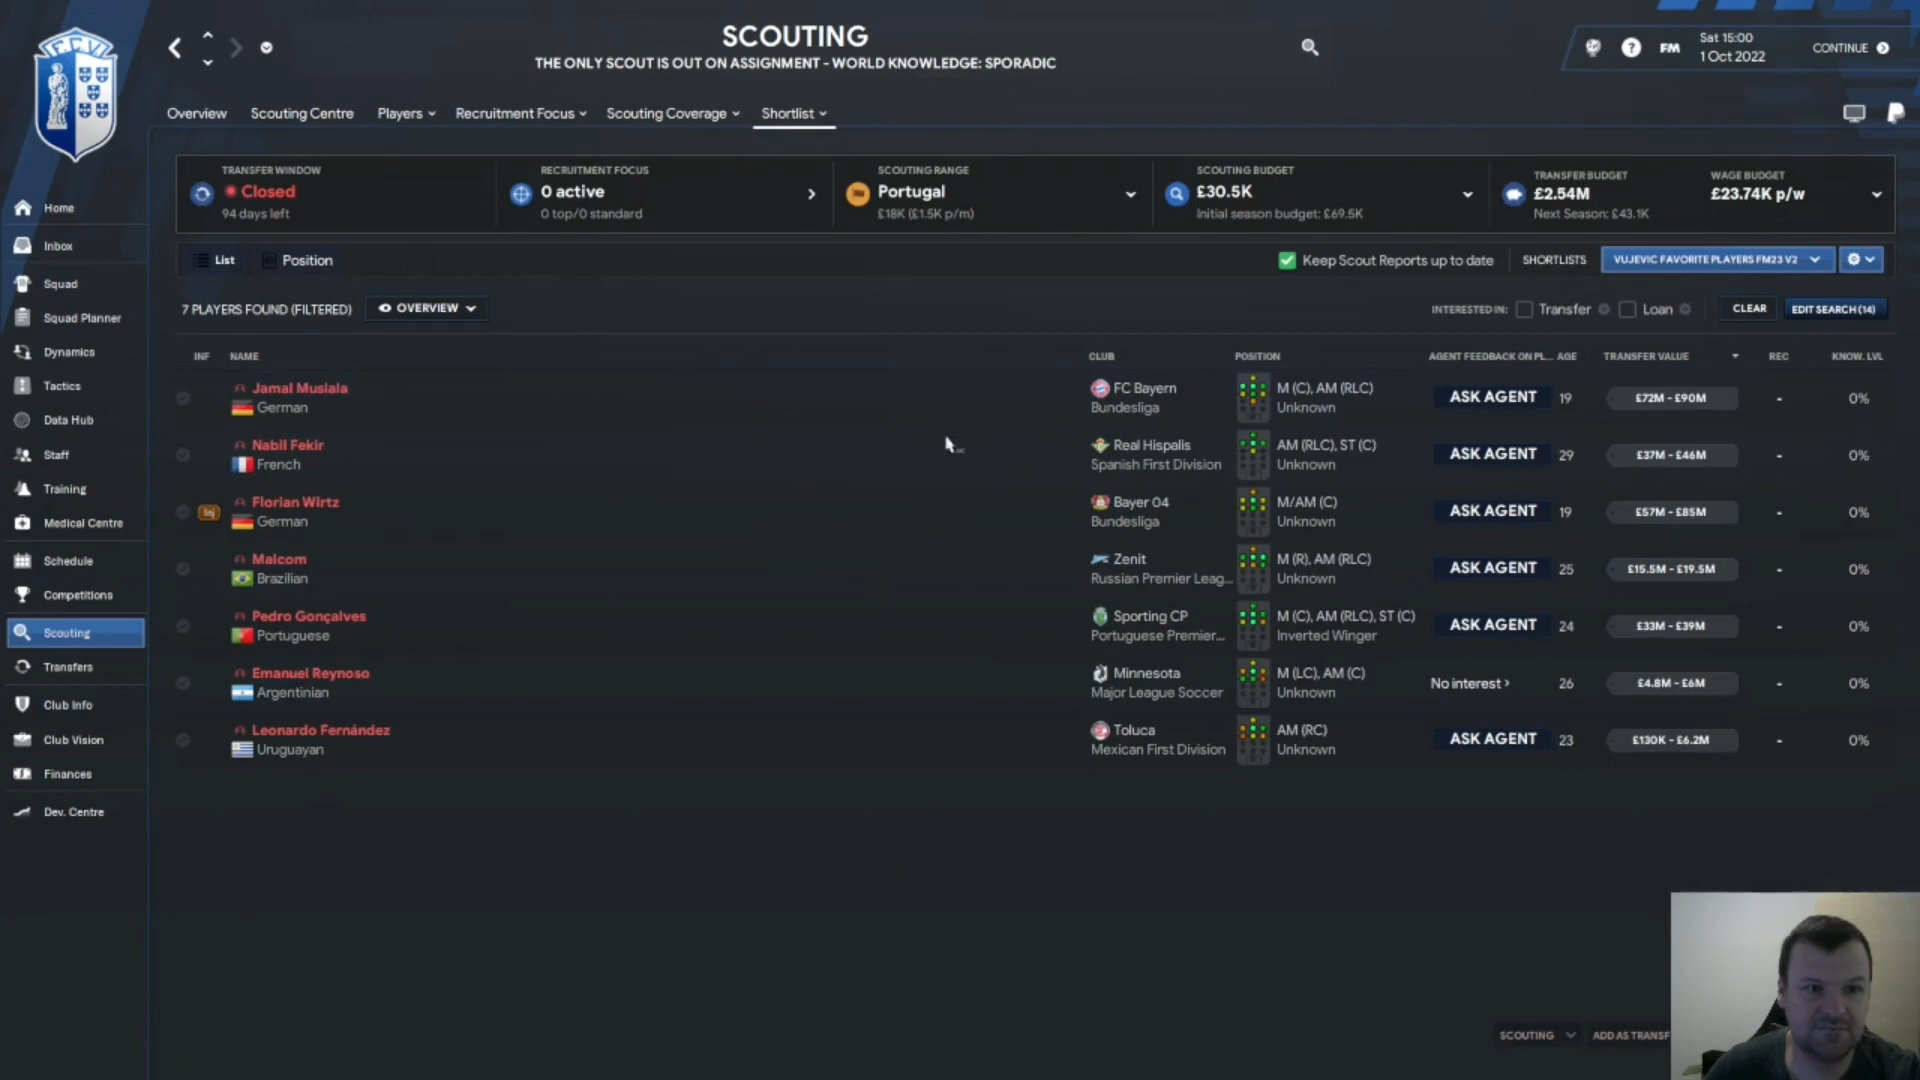 SCOUTING
THE ONLY SCOUT IS OUT ON ASSIGNMENT - WORLD KNOWLEDGE: SPORADIC
FM
Sat 15:00
1 Oct 2022
CONTINUE
Overview
Scouting Centre
Players
Recruitment Focus
Scouting Coverage
Shortlist
TRANSFER WINDOW
Closed
94 days left
RECRUITMENT FOCUS
0 active
0 top/0 standard
SCOUTING RANGE
Portugal
£18K (£1.5K p/m)
SCOUTING BUDGET
£30.5K
Initial season budget: £69.5K
TRANSFER BUDGET
£2.54M
Next Season: £43.1K
WAGE BUDGET
£23.74K p/w
Home
Inbox
Squad
Squad Planner
Dynamics
Tactics
Data Hub
Staff
Training
Medical Centre
Schedule
Competitions
Scouting
Transfers
Club Info
Club Vision
Finances
Dev. Centre
List
Position
Keep Scout Reports up to date
SHORTLISTS
VUJEVIC FAVORITE PLAYERS FM23 V2
7 PLAYERS FOUND (FILTERED)
OVERVIEW
INTERESTED IN:
Transfer
Loan
CLEAR
EDIT SEARCH (14)
INF NAME CLUB POSITION AGENT FEEDBACK ON PL... AGE TRANSFER VALUE REC KNOW. LVL
Jamal Musiala FC Bayern M (C), AM (RLC) ASK AGENT 19 £72M - £90M - 0%
German Bundesliga Unknown
Nabil Fekir Real Hispalis AM (RLC), ST (C) ASK AGENT 29 £37M - £46M - 0%
French Spanish First Division Unknown
Inj Florian Wirtz Bayer 04 M/AM (C) ASK AGENT 19 £57M - £85M - 0%
German Bundesliga Unknown
Malcom Zenit M (R), AM (RLC) ASK AGENT 25 £15.5M - £19.5M - 0%
Brazilian Russian Premier Leag... Unknown
Pedro Gonçalves Sporting CP M (C), AM (RLC), ST (C) ASK AGENT 24 £33M - £39M - 0%
Portuguese Portuguese Premier... Inverted Winger
Emanuel Reynoso Minnesota M (LC), AM (C) No interest > 26 £4.8M - £6M - 0%
Argentinian Major League Soccer Unknown
Leonardo Fernández Toluca AM (RC) ASK AGENT 23 £130K - £6.2M - 0%
Uruguayan Mexican First Division Unknown
SCOUTING
ADD AS TRANSF